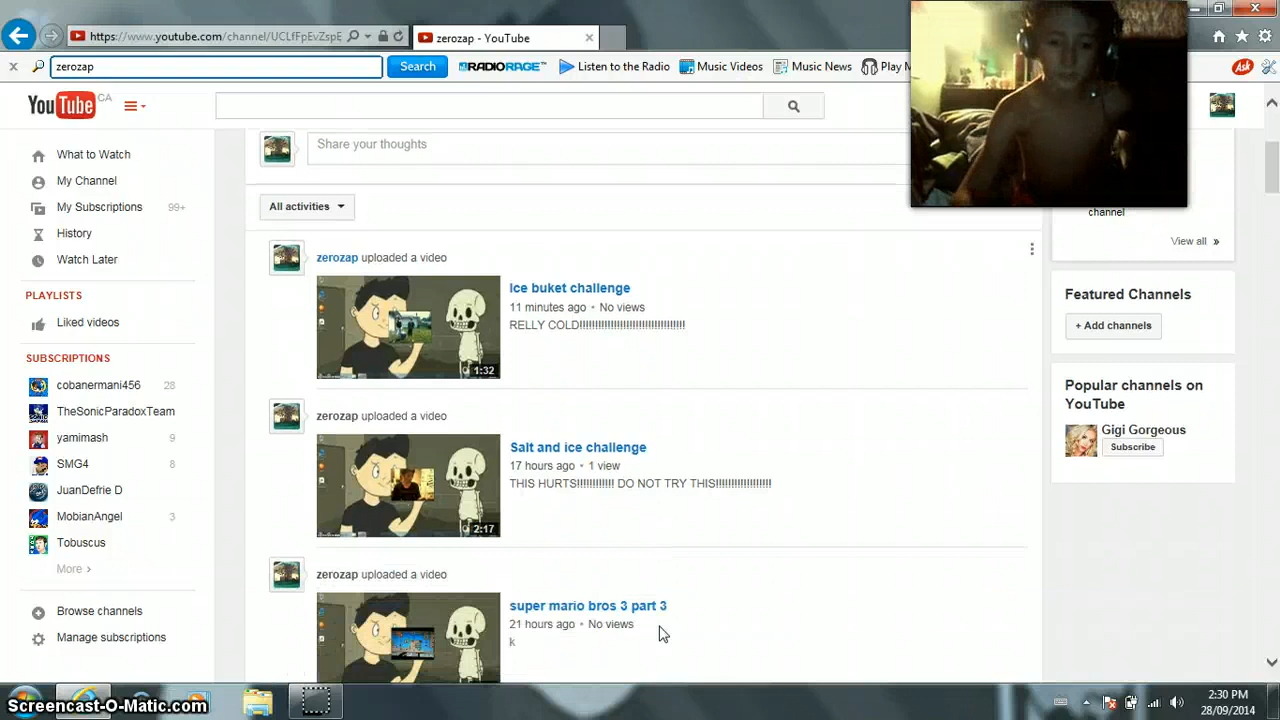 https://www.youtube.com/channel/UCLfFpEvZspE
zerozap - YouTube
zerozap
Search
RADIORAGE™
Listen to the Radio
Music Videos
Music News
Play M
Ask
YouTube CA
Share your thoughts
What to Watch
My Channel
My Subscriptions 99+
History
Watch Later
PLAYLISTS
Liked videos
SUBSCRIPTIONS
cobanermani456 28
TheSonicParadoxTeam
yamimash 9
SMG4 8
JuanDefrie D
MobianAngel 3
Tobuscus
More >
Browse channels
Manage subscriptions
All activities
zerozap uploaded a video
Ice buket challenge
11 minutes ago • No views
RELLY COLD!!!!!!!!!!!!!!!!!!!!!!!!!!!!!!!!!!
1:32
zerozap uploaded a video
Salt and ice challenge
17 hours ago • 1 view
THIS HURTS!!!!!!!!!!!! DO NOT TRY THIS!!!!!!!!!!!!!!!!!!
2:17
zerozap uploaded a video
super mario bros 3 part 3
21 hours ago • No views
k
channel
View all »
Featured Channels
+ Add channels
Popular channels on
YouTube
Gigi Gorgeous
Subscribe
Screencast-O-Matic.com
2:30 PM
28/09/2014